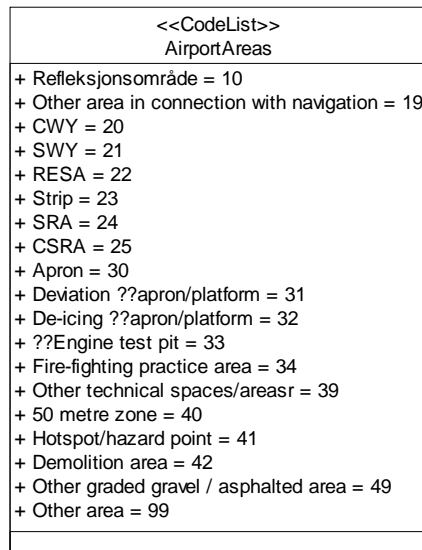 <<CodeList>>
AirportAreas
+ Refleksjonsområde = 10
+ Other area in connection with navigation = 19
+ CWY = 20
+ SWY = 21
+ RESA = 22
+ Strip = 23
+ SRA = 24
+ CSRA = 25
+ Apron = 30
+ Deviation ??apron/platform = 31
+ De-icing ??apron/platform = 32
+ ??Engine test pit = 33
+ Fire-fighting practice area = 34
+ Other technical spaces/areasr = 39
+ 50 metre zone = 40
+ Hotspot/hazard point = 41
+ Demolition area = 42
+ Other graded gravel / asphalted area = 49
+ Other area = 99